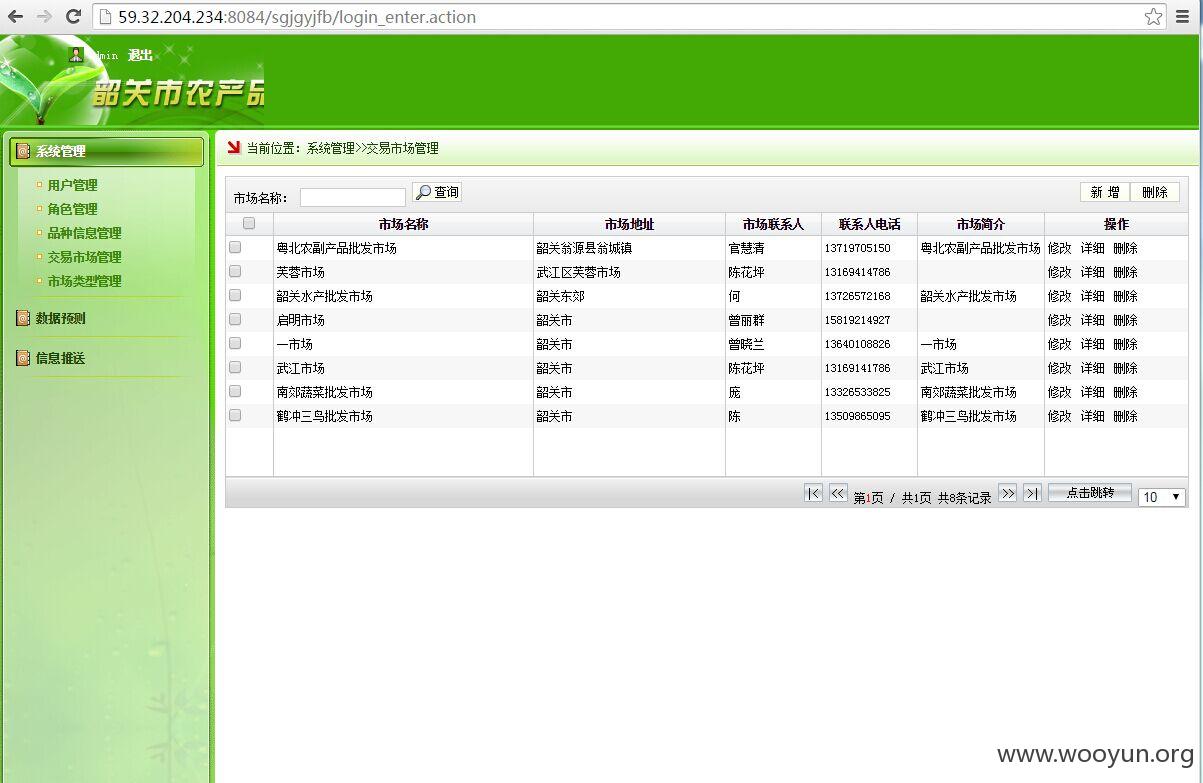 59.32.204.234:8084/sgjgyjfb/login_enter.action
退出
韶关市农产品
系统管理
用户管理
角色管理
品种信息管理
交易市场管理
市场类型管理
数据预测
信息推送
当前位置：系统管理>>交易市场管理
市场名称： 查询 新 增 删除
市场名称 市场地址 市场联系人 联系人电话 市场简介 操作
粤北农副产品批发市场 韶关翁源县翁城镇 官慧清 13719705150 粤北农副产品批发市场 修改 详细 删除
芙蓉市场 武江区芙蓉市场 陈花坪 13169414786 修改 详细 删除
韶关水产批发市场 韶关东郊 何 13726572168 韶关水产批发市场 修改 详细 删除
启明市场 韶关市 曾丽群 15819214927 修改 详细 删除
一市场 韶关市 曾晓兰 13640108826 一市场 修改 详细 删除
武江市场 韶关市 陈花坪 13169141786 武江市场 修改 详细 删除
南郊蔬菜批发市场 韶关市 庞 13326533825 南郊蔬菜批发市场 修改 详细 删除
鹤冲三鸟批发市场 韶关市 陈 13509865095 鹤冲三鸟批发市场 修改 详细 删除
第1页 / 共1页 共8条记录 点击跳转 10
www.wooyun.org